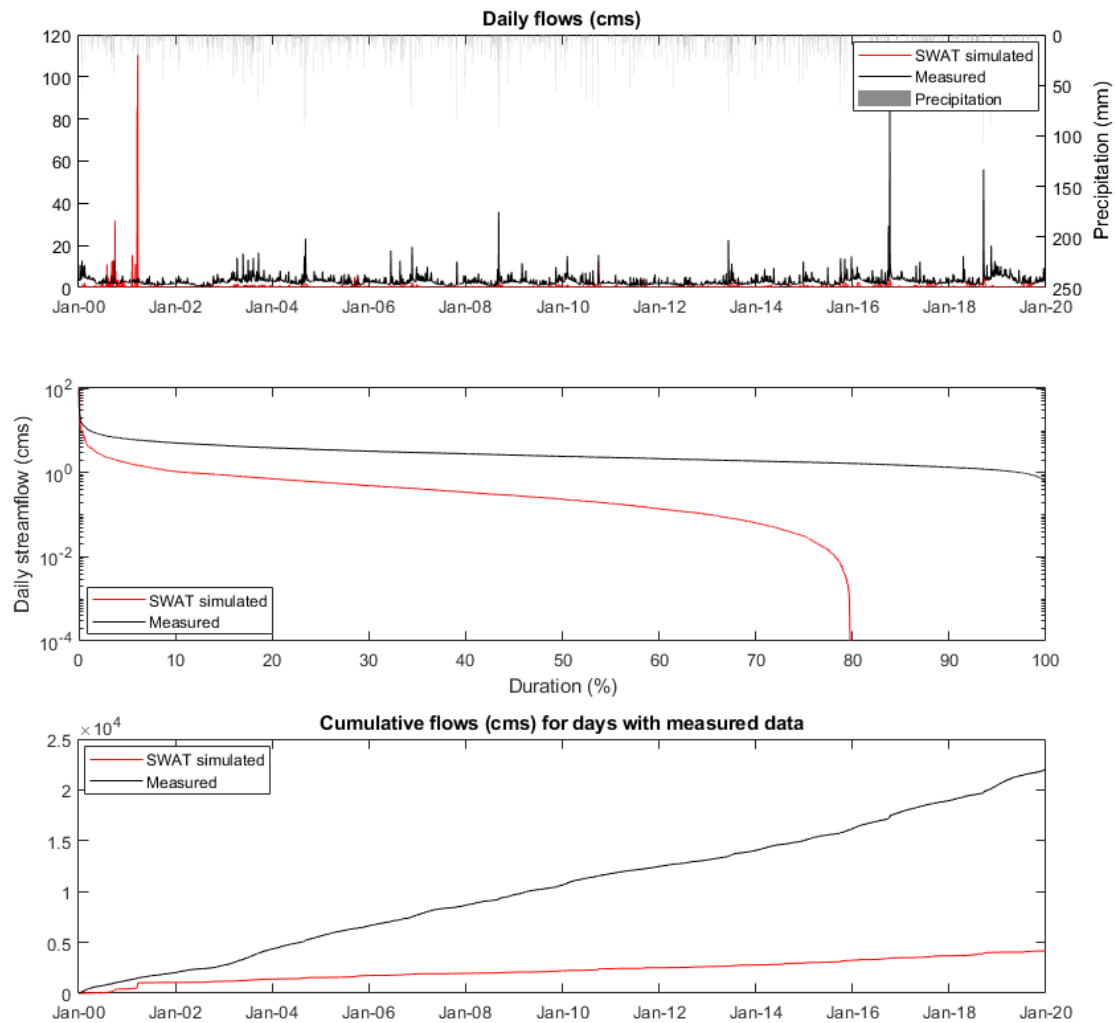 Daily flows (cms)
120
100
80
60
40
20
0
0
50
100
150
200
250
Precipitation (mm)
SWAT simulated
Measured
Precipitation
Jan-00 Jan-02 Jan-04 Jan-06 Jan-08 Jan-10 Jan-12 Jan-14 Jan-16 Jan-18 Jan-20
Daily streamflow (cms)
10^2
10^0
10^-2
10^-4
SWAT simulated
Measured
0 10 20 30 40 50 60 70 80 90 100
Duration (%)
Cumulative flows (cms) for days with measured data
× 10^4
2.5
2
1.5
1
0.5
0
SWAT simulated
Measured
Jan-00 Jan-02 Jan-04 Jan-06 Jan-08 Jan-10 Jan-12 Jan-14 Jan-16 Jan-18 Jan-20